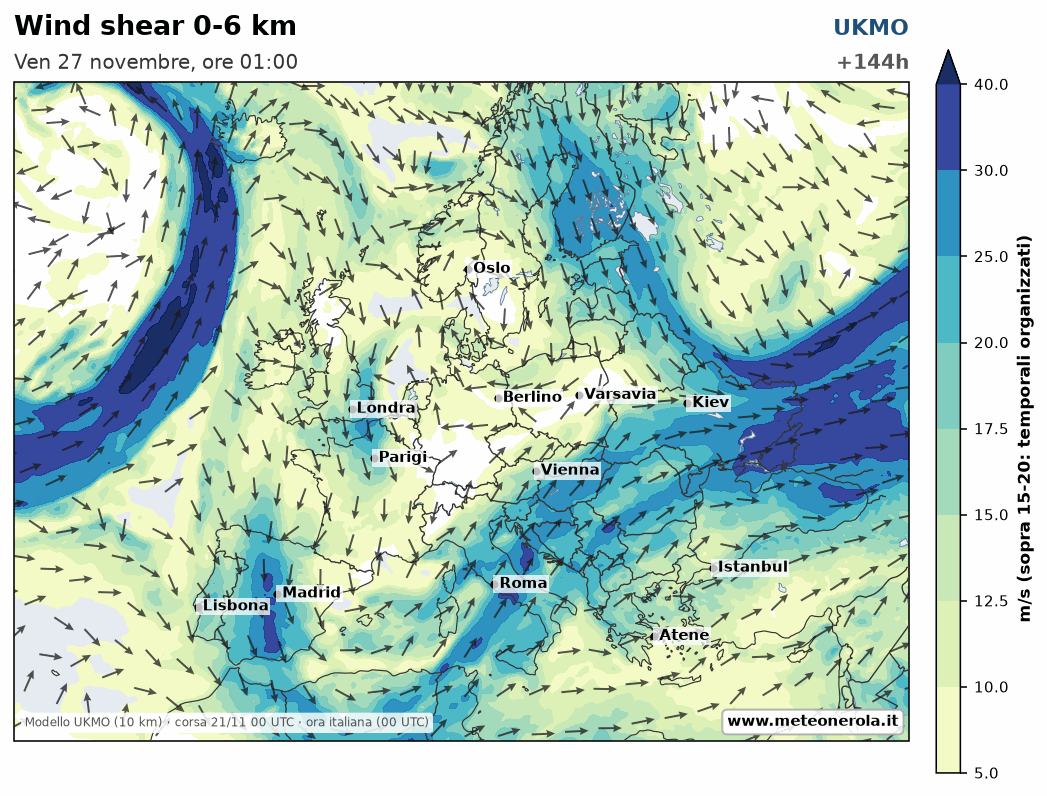 Wind shear 0-6 km
UKMO
Ven 27 novembre, ore 01:00
+144h
40.0
30.0
25.0
20.0
17.5
15.0
12.5
10.0
5.0
m/s (sopra 15-20: temporali organizzati)
Oslo
Berlino
Varsavia
Kiev
Londra
Parigi
Vienna
Istanbul
Roma
Madrid
Lisbona
Atene
Modello UKMO (10 km) · corsa 21/11 00 UTC · ora italiana (00 UTC)
www.meteonerola.it